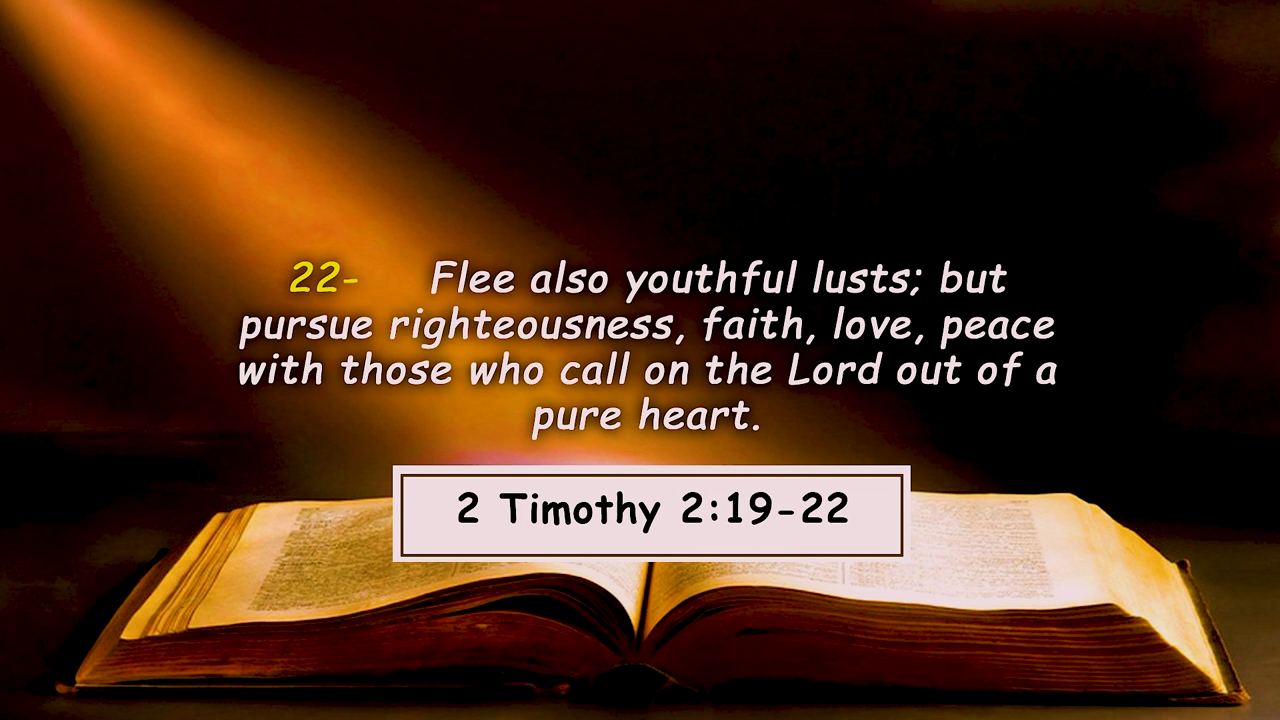 22- Flee also youthful lusts; but
pursue righteousness, faith, love, peace
with those who call on the Lord out of a
pure heart.
2 Timothy 2:19-22